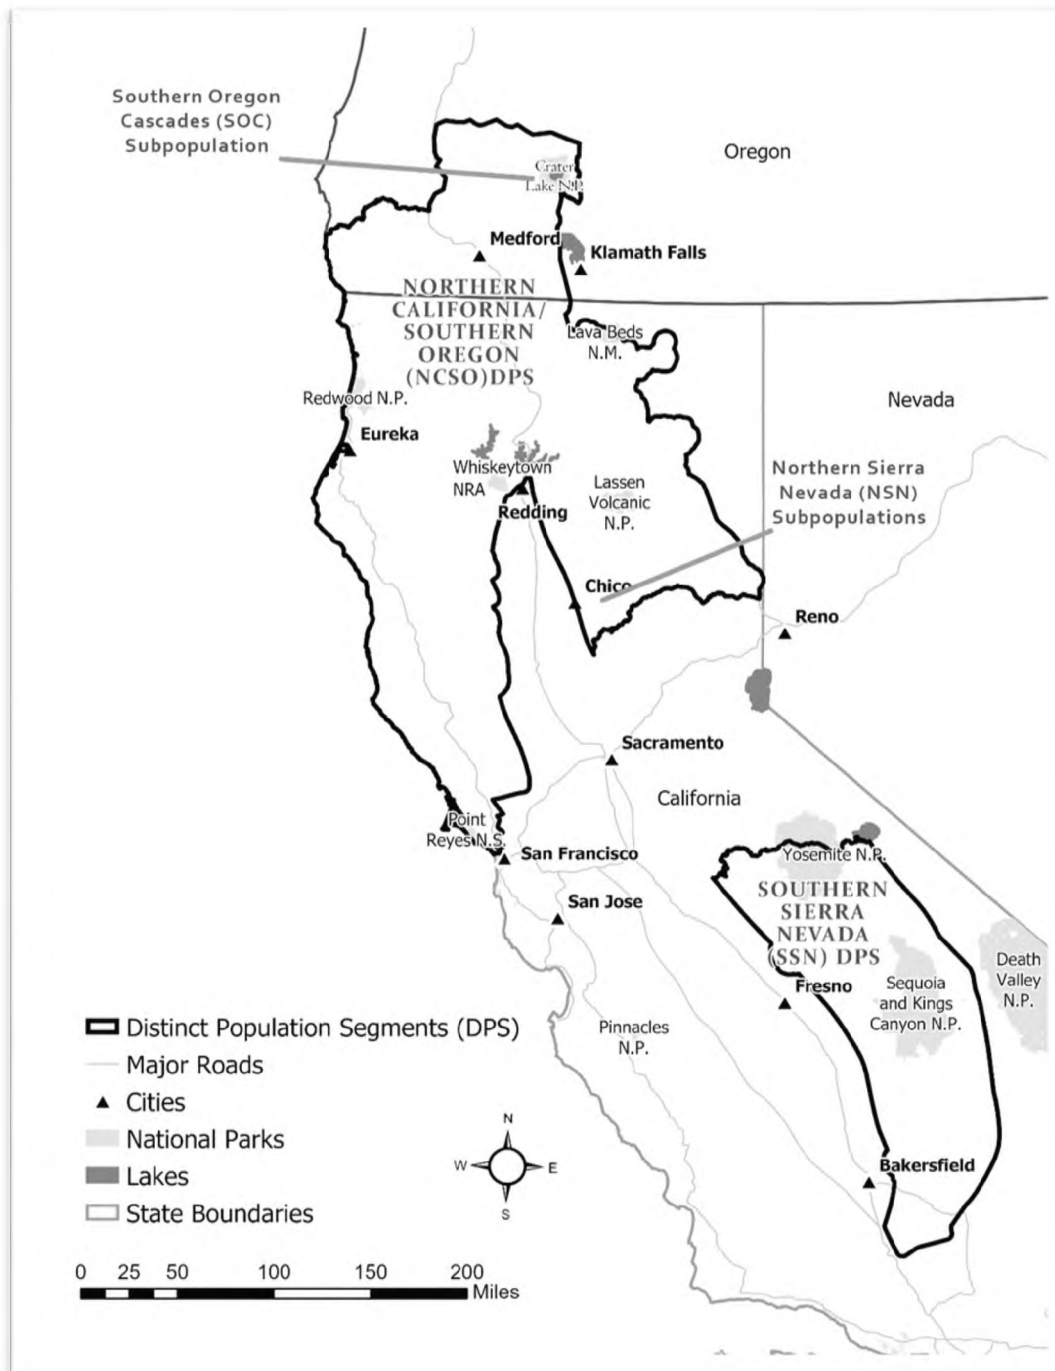 Southern Oregon
Cascades (SOC)
Subpopulation
Oregon
Crater
Lake N.P.
Medford
Klamath Falls
NORTHERN
CALIFORNIA/
SOUTHERN
OREGON
(NCSO)DPS
Lava Beds
N.M.
Redwood N.P.
Nevada
Eureka
Whiskeytown
NRA
Northern Sierra
Nevada (NSN)
Subpopulations
Lassen
Volcanic
N.P.
Redding
Chico
Reno
Sacramento
California
Point
Reyes N.S.
San Francisco
Yosemite N.P.
San Jose
SOUTHERN
SIERRA
NEVADA
(SSN) DPS
Fresno
Sequoia
and Kings
Canyon N.P.
Death
Valley
N.P.
Pinnacles
N.P.
Bakersfield
Distinct Population Segments (DPS)
Major Roads
Cities
National Parks
Lakes
State Boundaries
N
W E
S
0 25 50 100 150 200
Miles